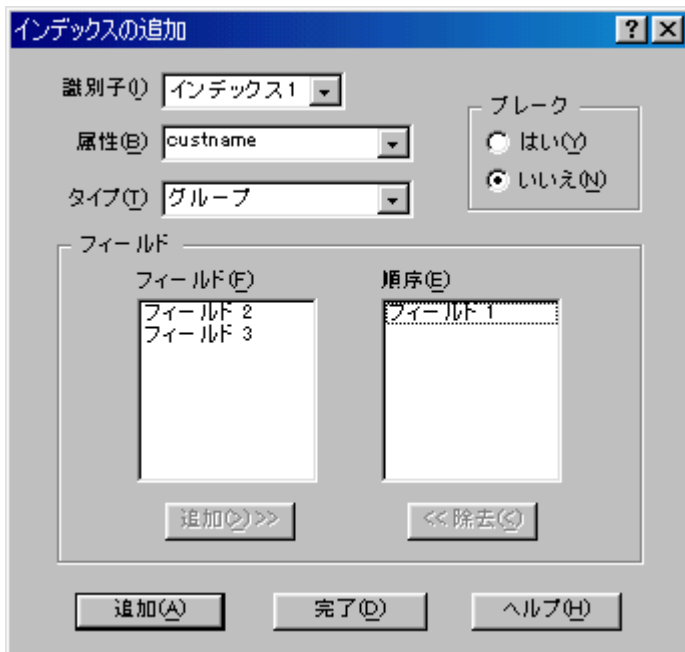 インデックスの追加
識別子(I) インデックス1
属性(B) custname
タイプ(T) グループ
ブレーク
はい(Y)
いいえ(N)
フィールド
フィールド(F)
フィールド 2
フィールド 3
順序(E)
フィールド 1
追加(>)>>
<<除去(<)
追加(A)
完了(D)
ヘルプ(H)